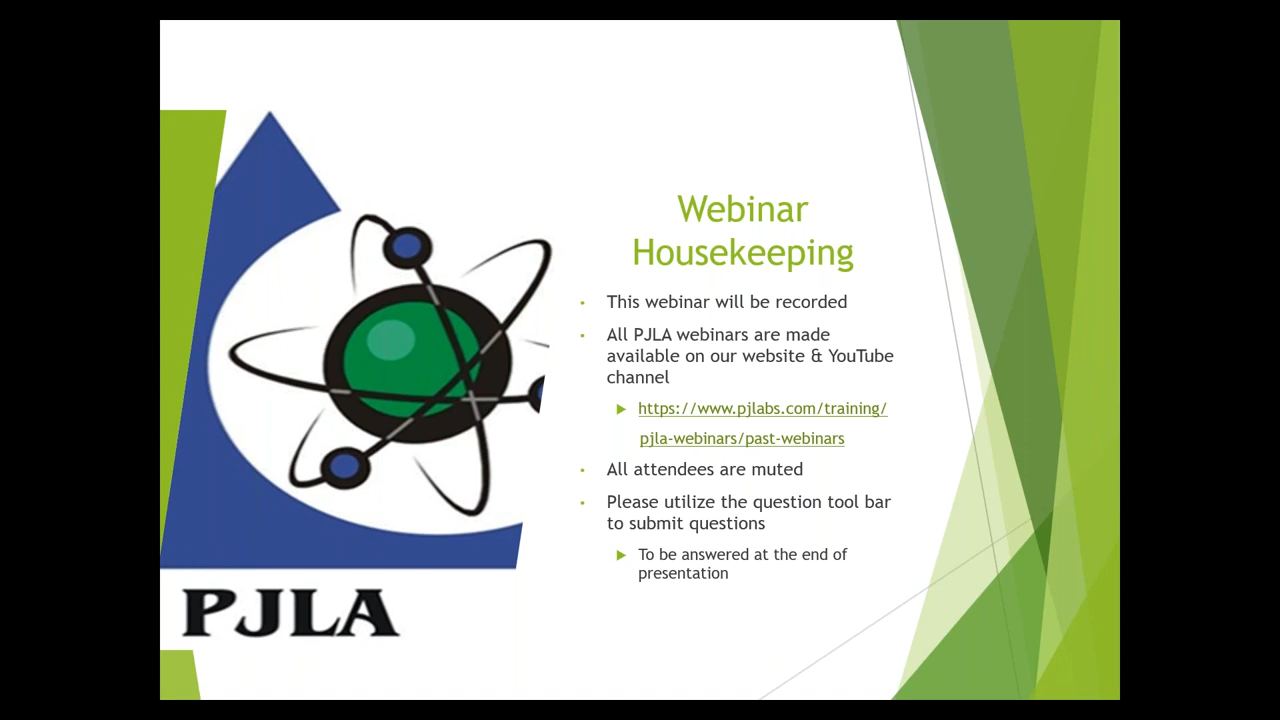 Webinar
Housekeeping
• This webinar will be recorded
• All PJLA webinars are made
available on our website & YouTube
channel
▶ https://www.pjlabs.com/training/
pjla-webinars/past-webinars
• All attendees are muted
• Please utilize the question tool bar
to submit questions
▶ To be answered at the end of
presentation
PJLA